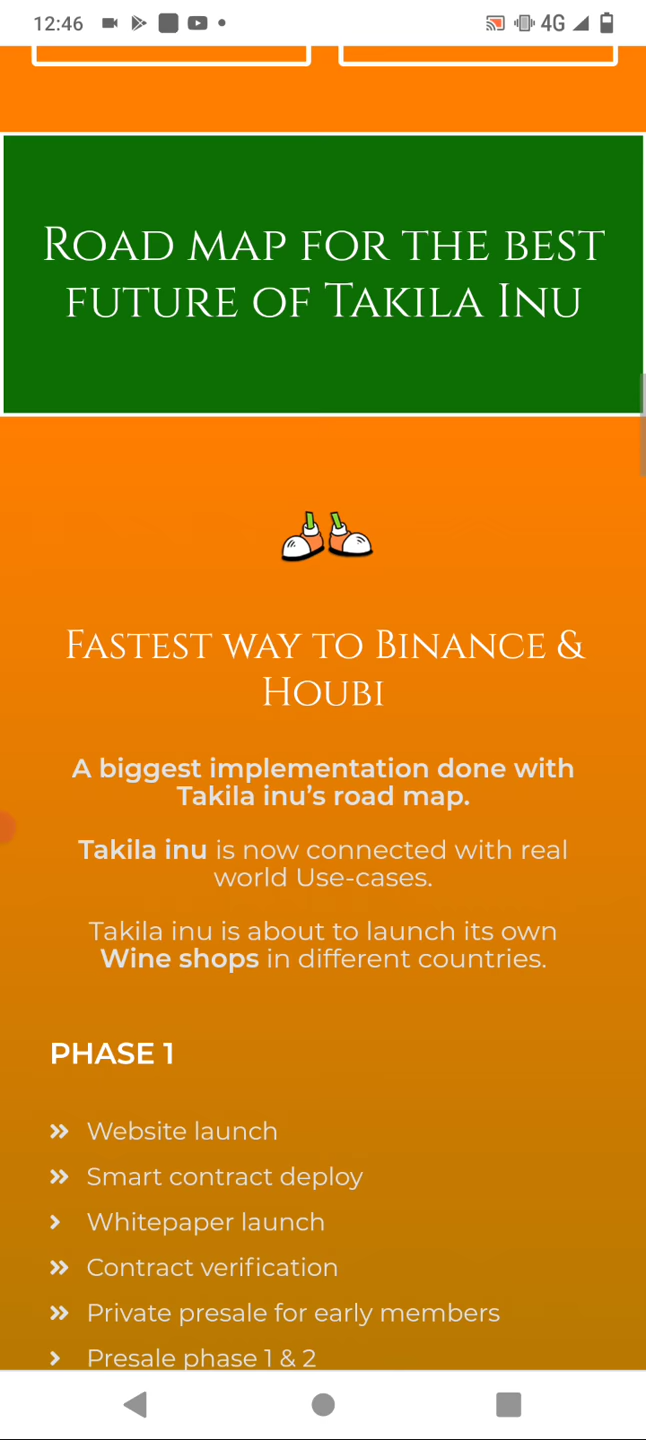 12:46
4G
Road map for the best
future of Takila Inu
Fastest way to Binance &
Houbi
A biggest implementation done with
Takila inu’s road map.
Takila inu is now connected with real
world Use-cases.
Takila inu is about to launch its own
Wine shops in different countries.
PHASE 1
Website launch
Smart contract deploy
Whitepaper launch
Contract verification
Private presale for early members
Presale phase 1 & 2